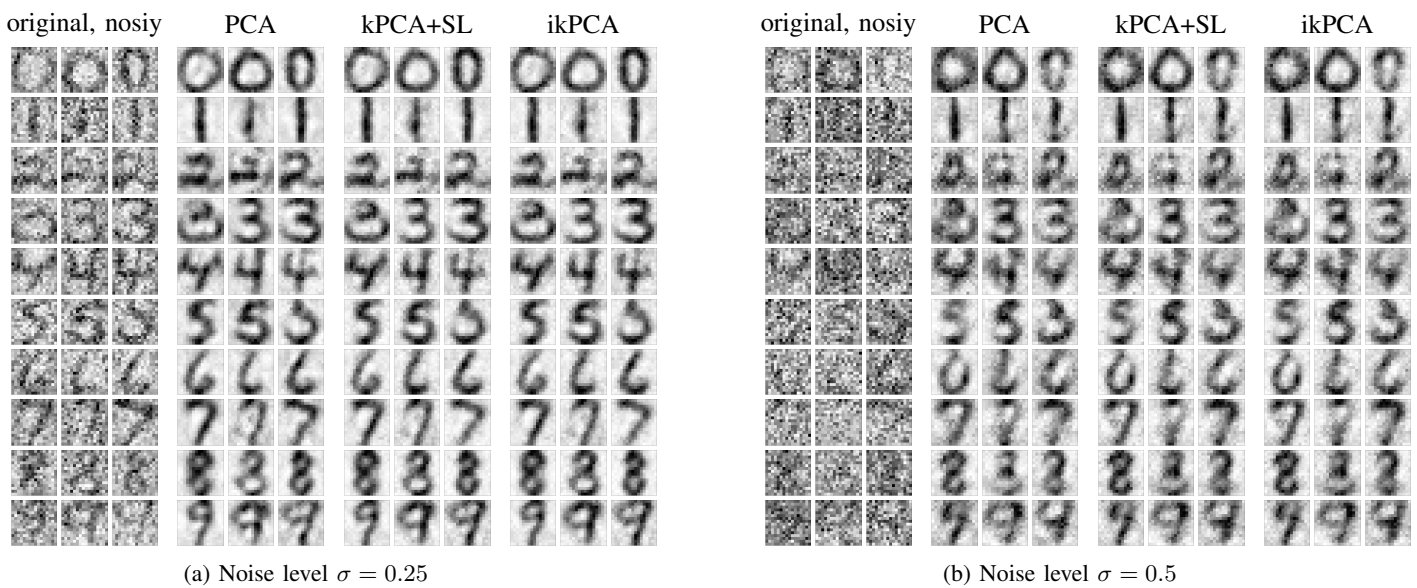 original, nosiy PCA kPCA+SL ikPCA
original, nosiy PCA kPCA+SL ikPCA
(a) Noise level σ = 0.25
(b) Noise level σ = 0.5